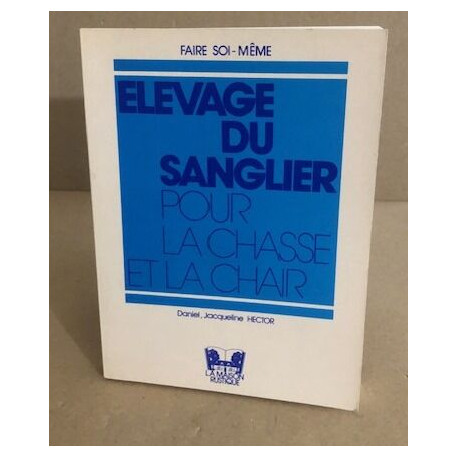 FAIRE SOI-MÊME
ELEVAGE
DU
SANGLIER
POUR
LA CHASSE
ET LA CHAIR
Daniel, Jacqueline HECTOR
LA MAISON
RUSTIQUE